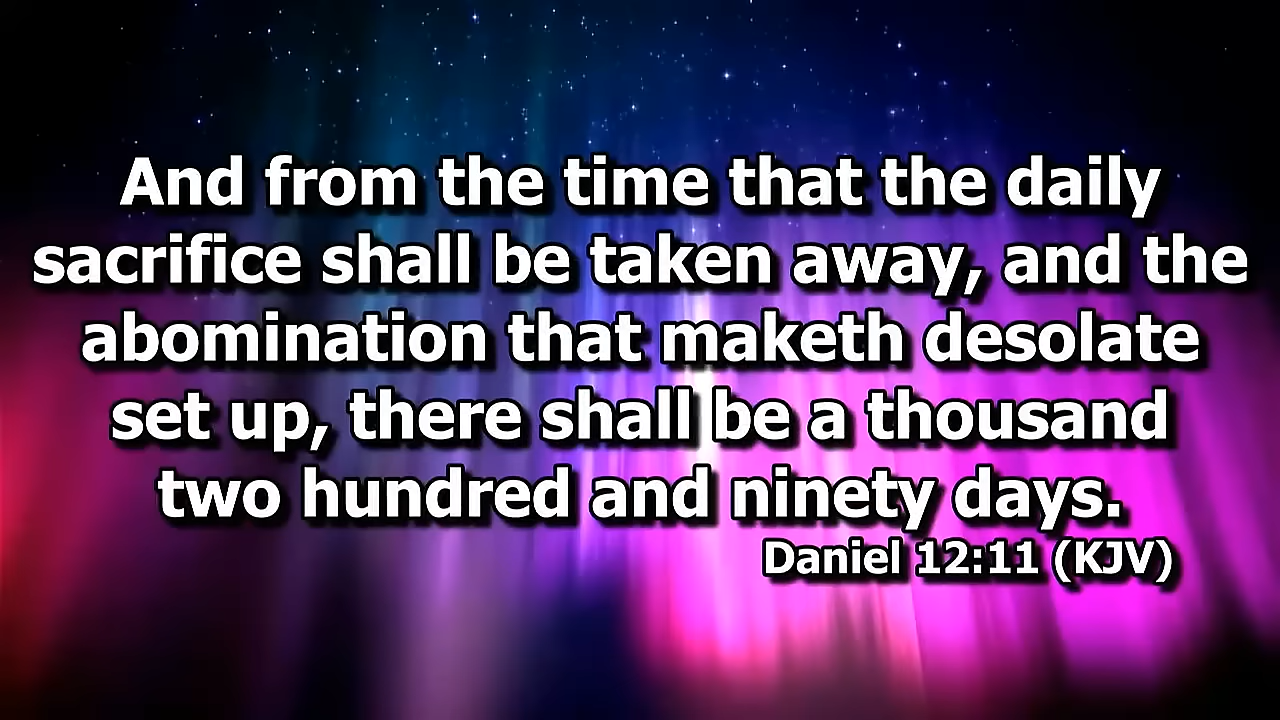 And from the time that the daily
sacrifice shall be taken away, and the
abomination that maketh desolate
set up, there shall be a thousand
two hundred and ninety days.
Daniel 12:11 (KJV)